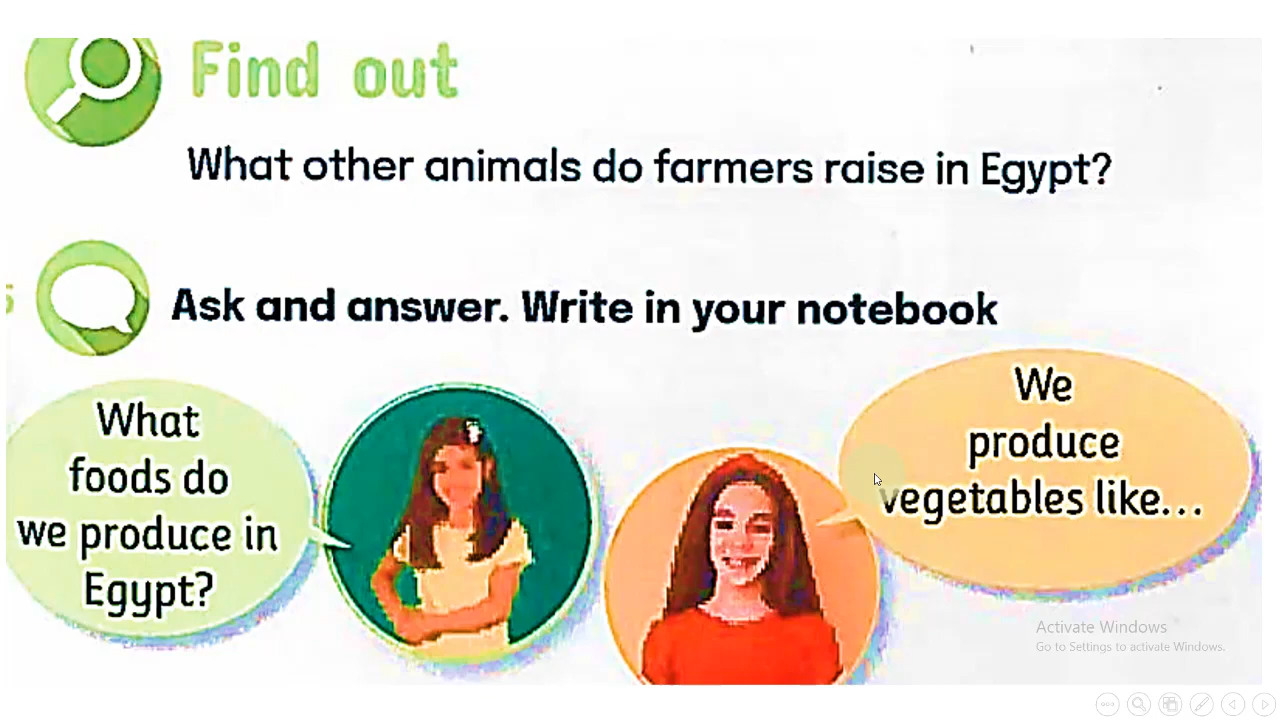 Find out
What other animals do farmers raise in Egypt?
Ask and answer. Write in your notebook
What
foods do
we produce in
Egypt?
We
produce
vegetables like...
Activate Windows
Go to Settings to activate Windows.